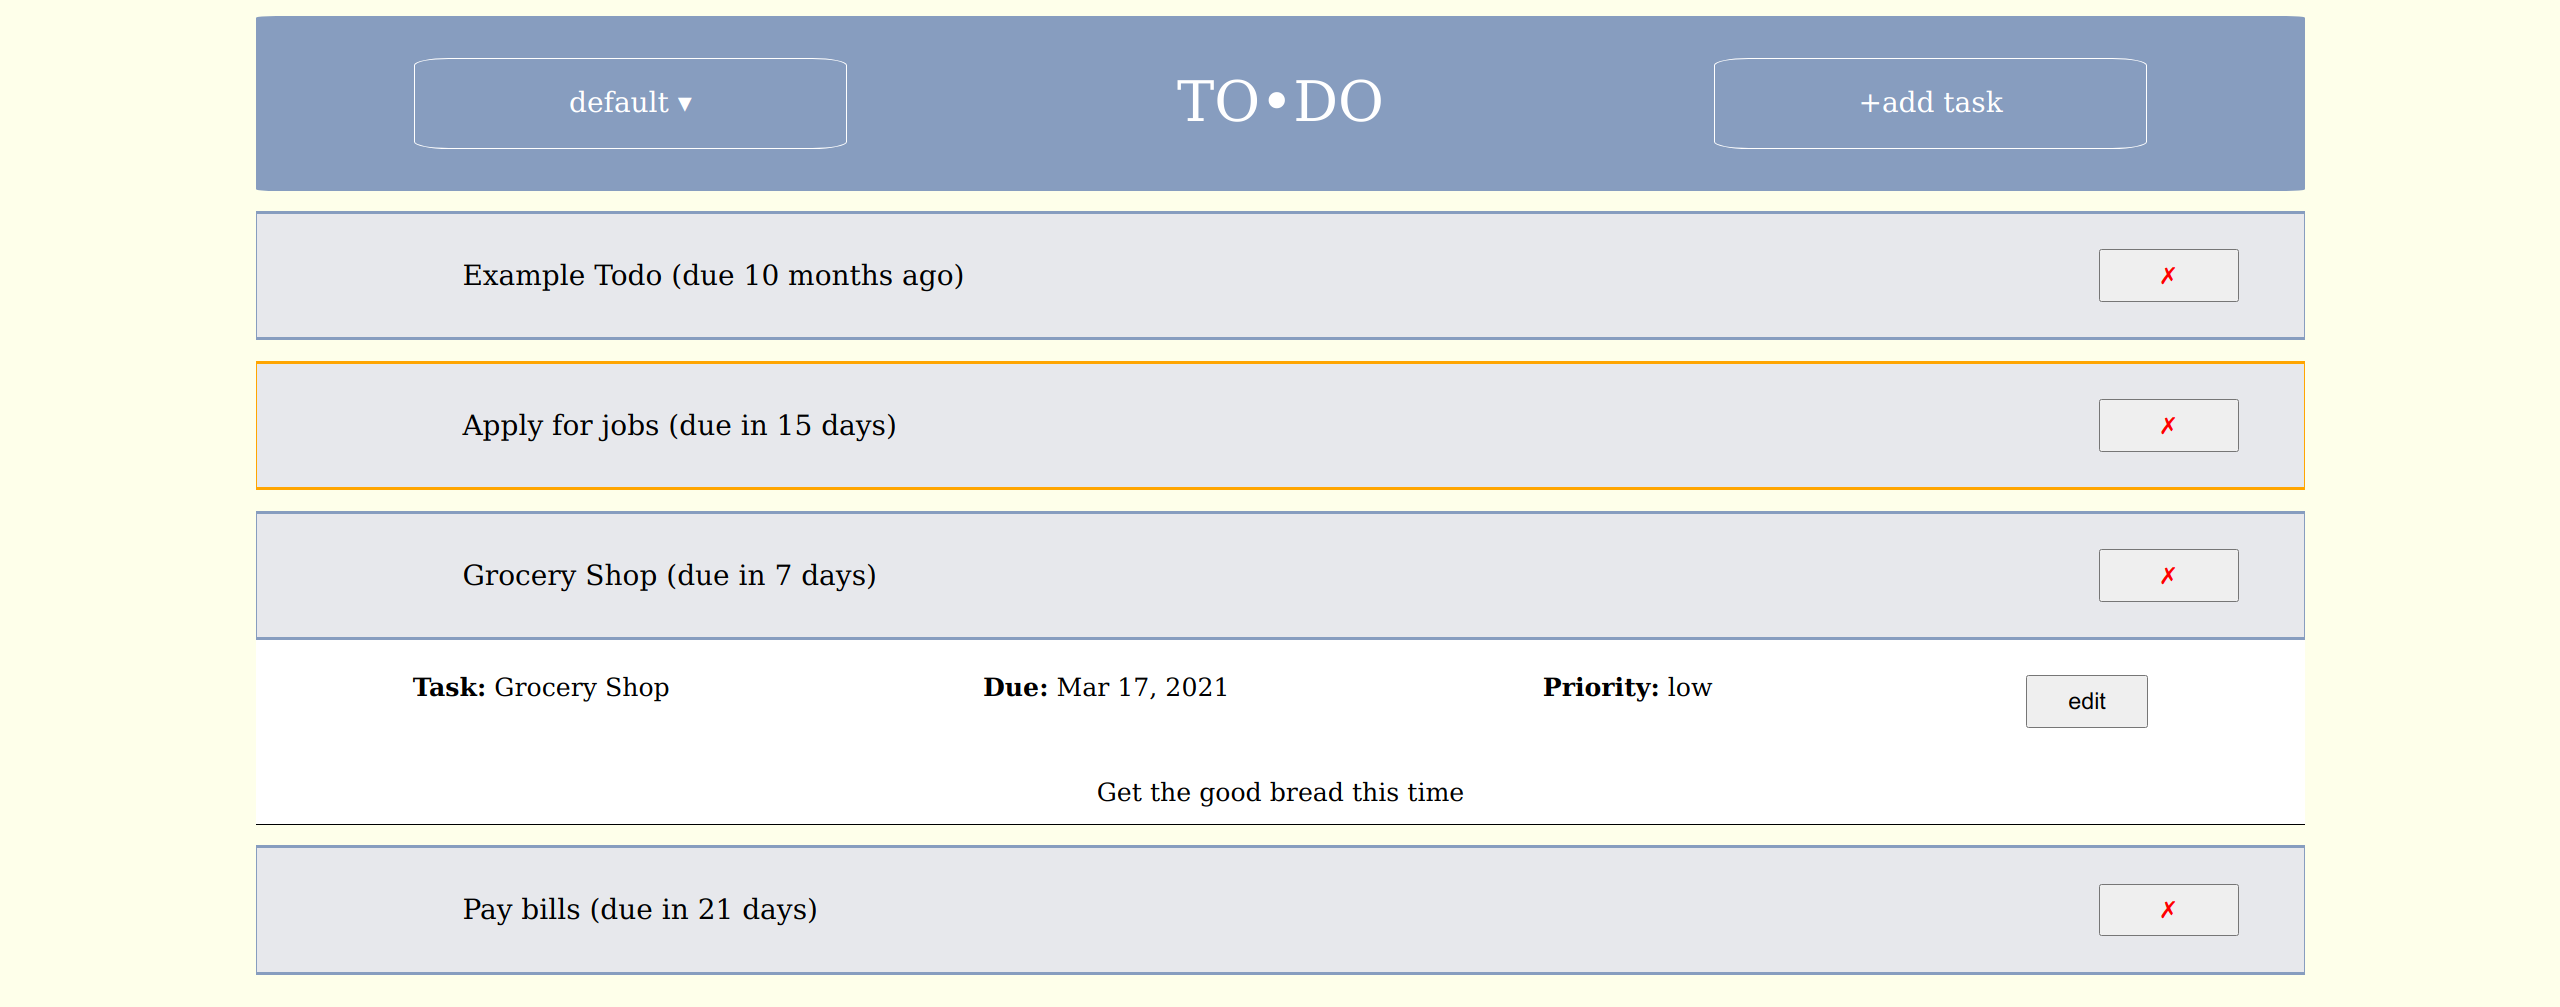 default ▾
TO•DO
+add task
Example Todo (due 10 months ago)
✗
Apply for jobs (due in 15 days)
✗
Grocery Shop (due in 7 days)
✗
Task: Grocery Shop
Due: Mar 17, 2021
Priority: low
edit
Get the good bread this time
Pay bills (due in 21 days)
✗